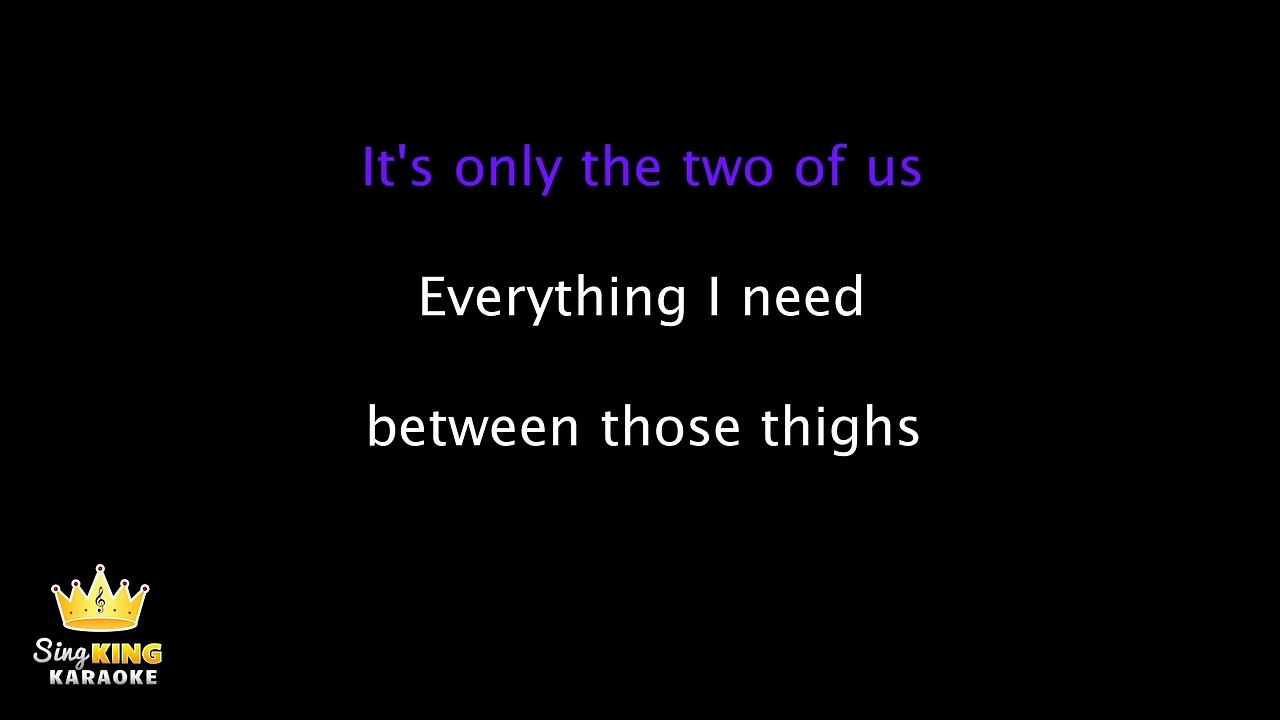 It's only the two of us
Everything I need
between those thighs
Sing KING
KARAOKE